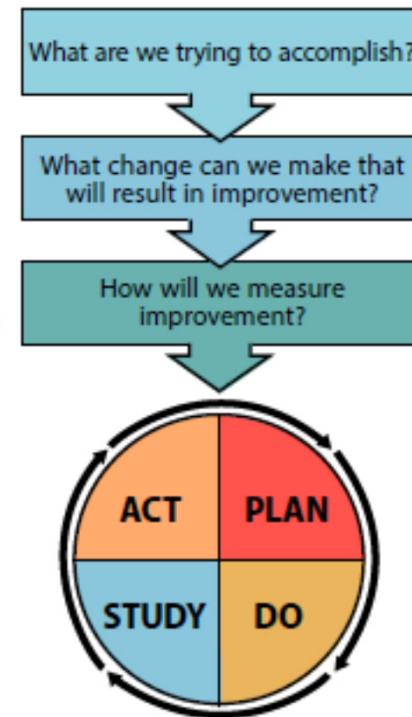 What are we trying to accomplish?
What change can we make that
will result in improvement?
How will we measure
improvement?
ACT
PLAN
STUDY
DO